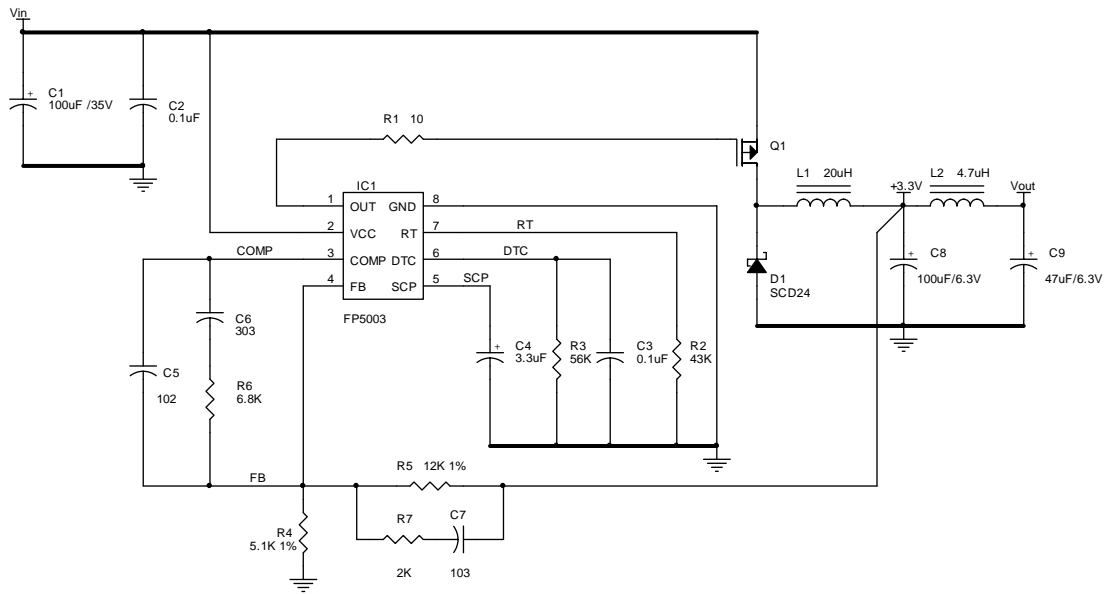 Vin
C1
100uF /35V
C2
0.1uF
R1 10
Q1
IC1
1 OUT GND 8
2 VCC RT 7
3 COMP DTC 6
4 FB SCP 5
FP5003
COMP
RT
DTC
SCP
L1 20uH
+3.3V
L2 4.7uH
Vout
D1
SCD24
C8
100uF/6.3V
C9
47uF/6.3V
C6
303
C5
102
R6
6.8K
C4
3.3uF
R3
56K
C3
0.1uF
R2
43K
FB
R5 12K 1%
R4
5.1K 1%
R7
2K
C7
103